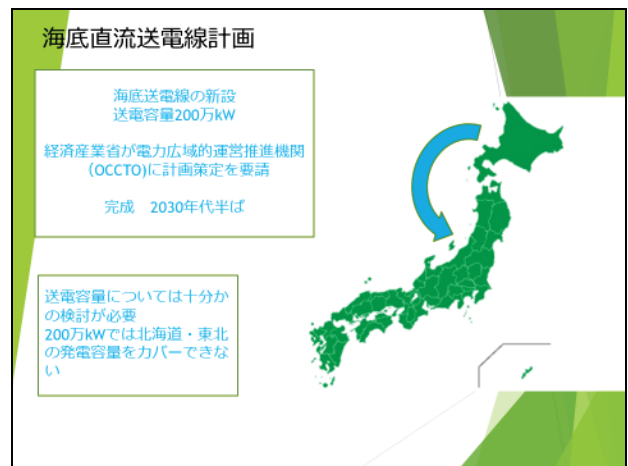 海底直流送電線計画
海底送電線の新設
送電容量200万kW
経済産業省が電力広域的運営推進機関
（OCCTO)に計画策定を要請
完成　2030年代半ば
送電容量については十分か
の検討が必要
200万kWでは北海道・東北
の発電容量をカバーできな
い